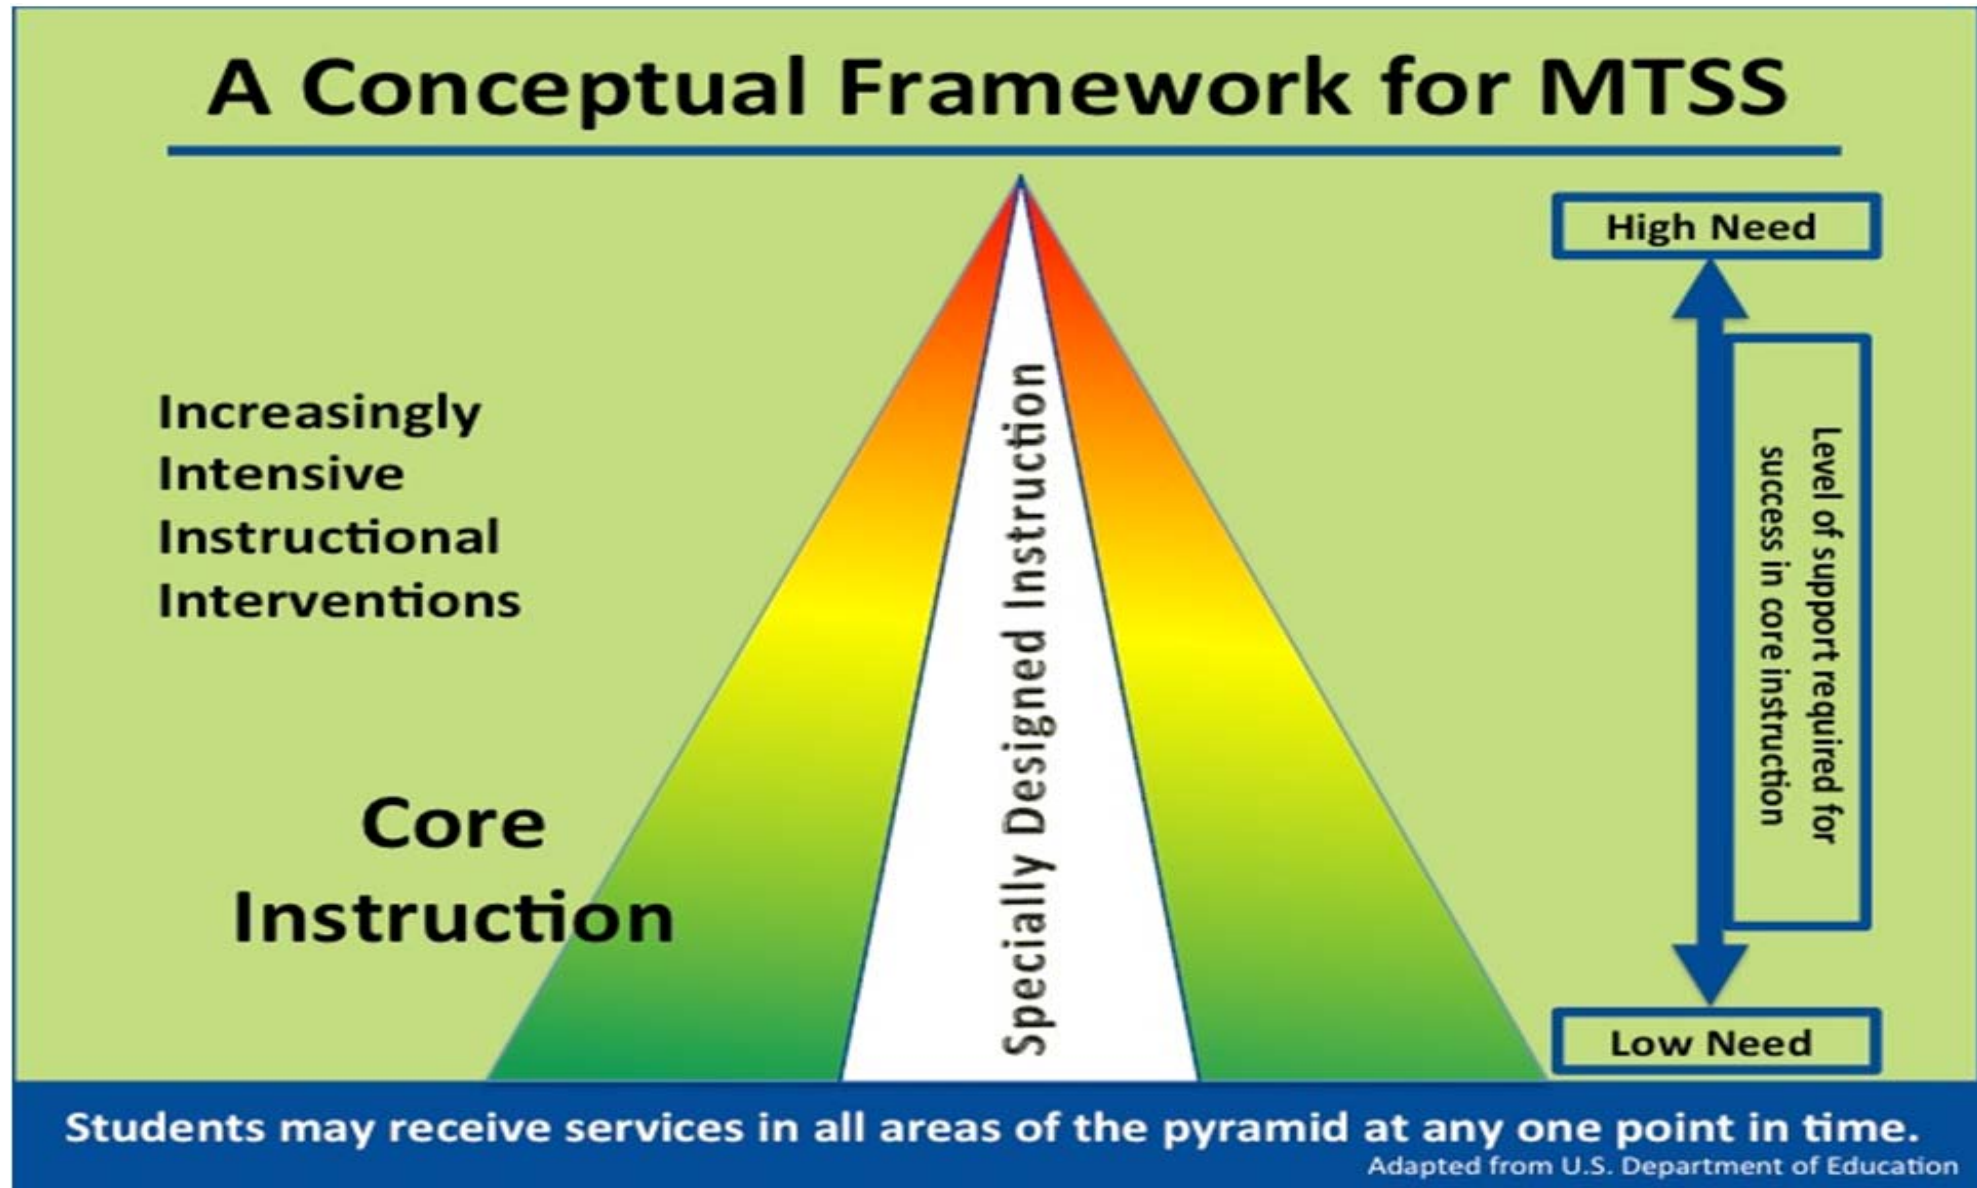 A Conceptual Framework for MTSS
Increasingly
Intensive
Instructional
Interventions
Core
Instruction
Specially Designed Instruction
High Need
Level of support required for
success in core instruction
Low Need
Students may receive services in all areas of the pyramid at any one point in time.
Adapted from U.S. Department of Education